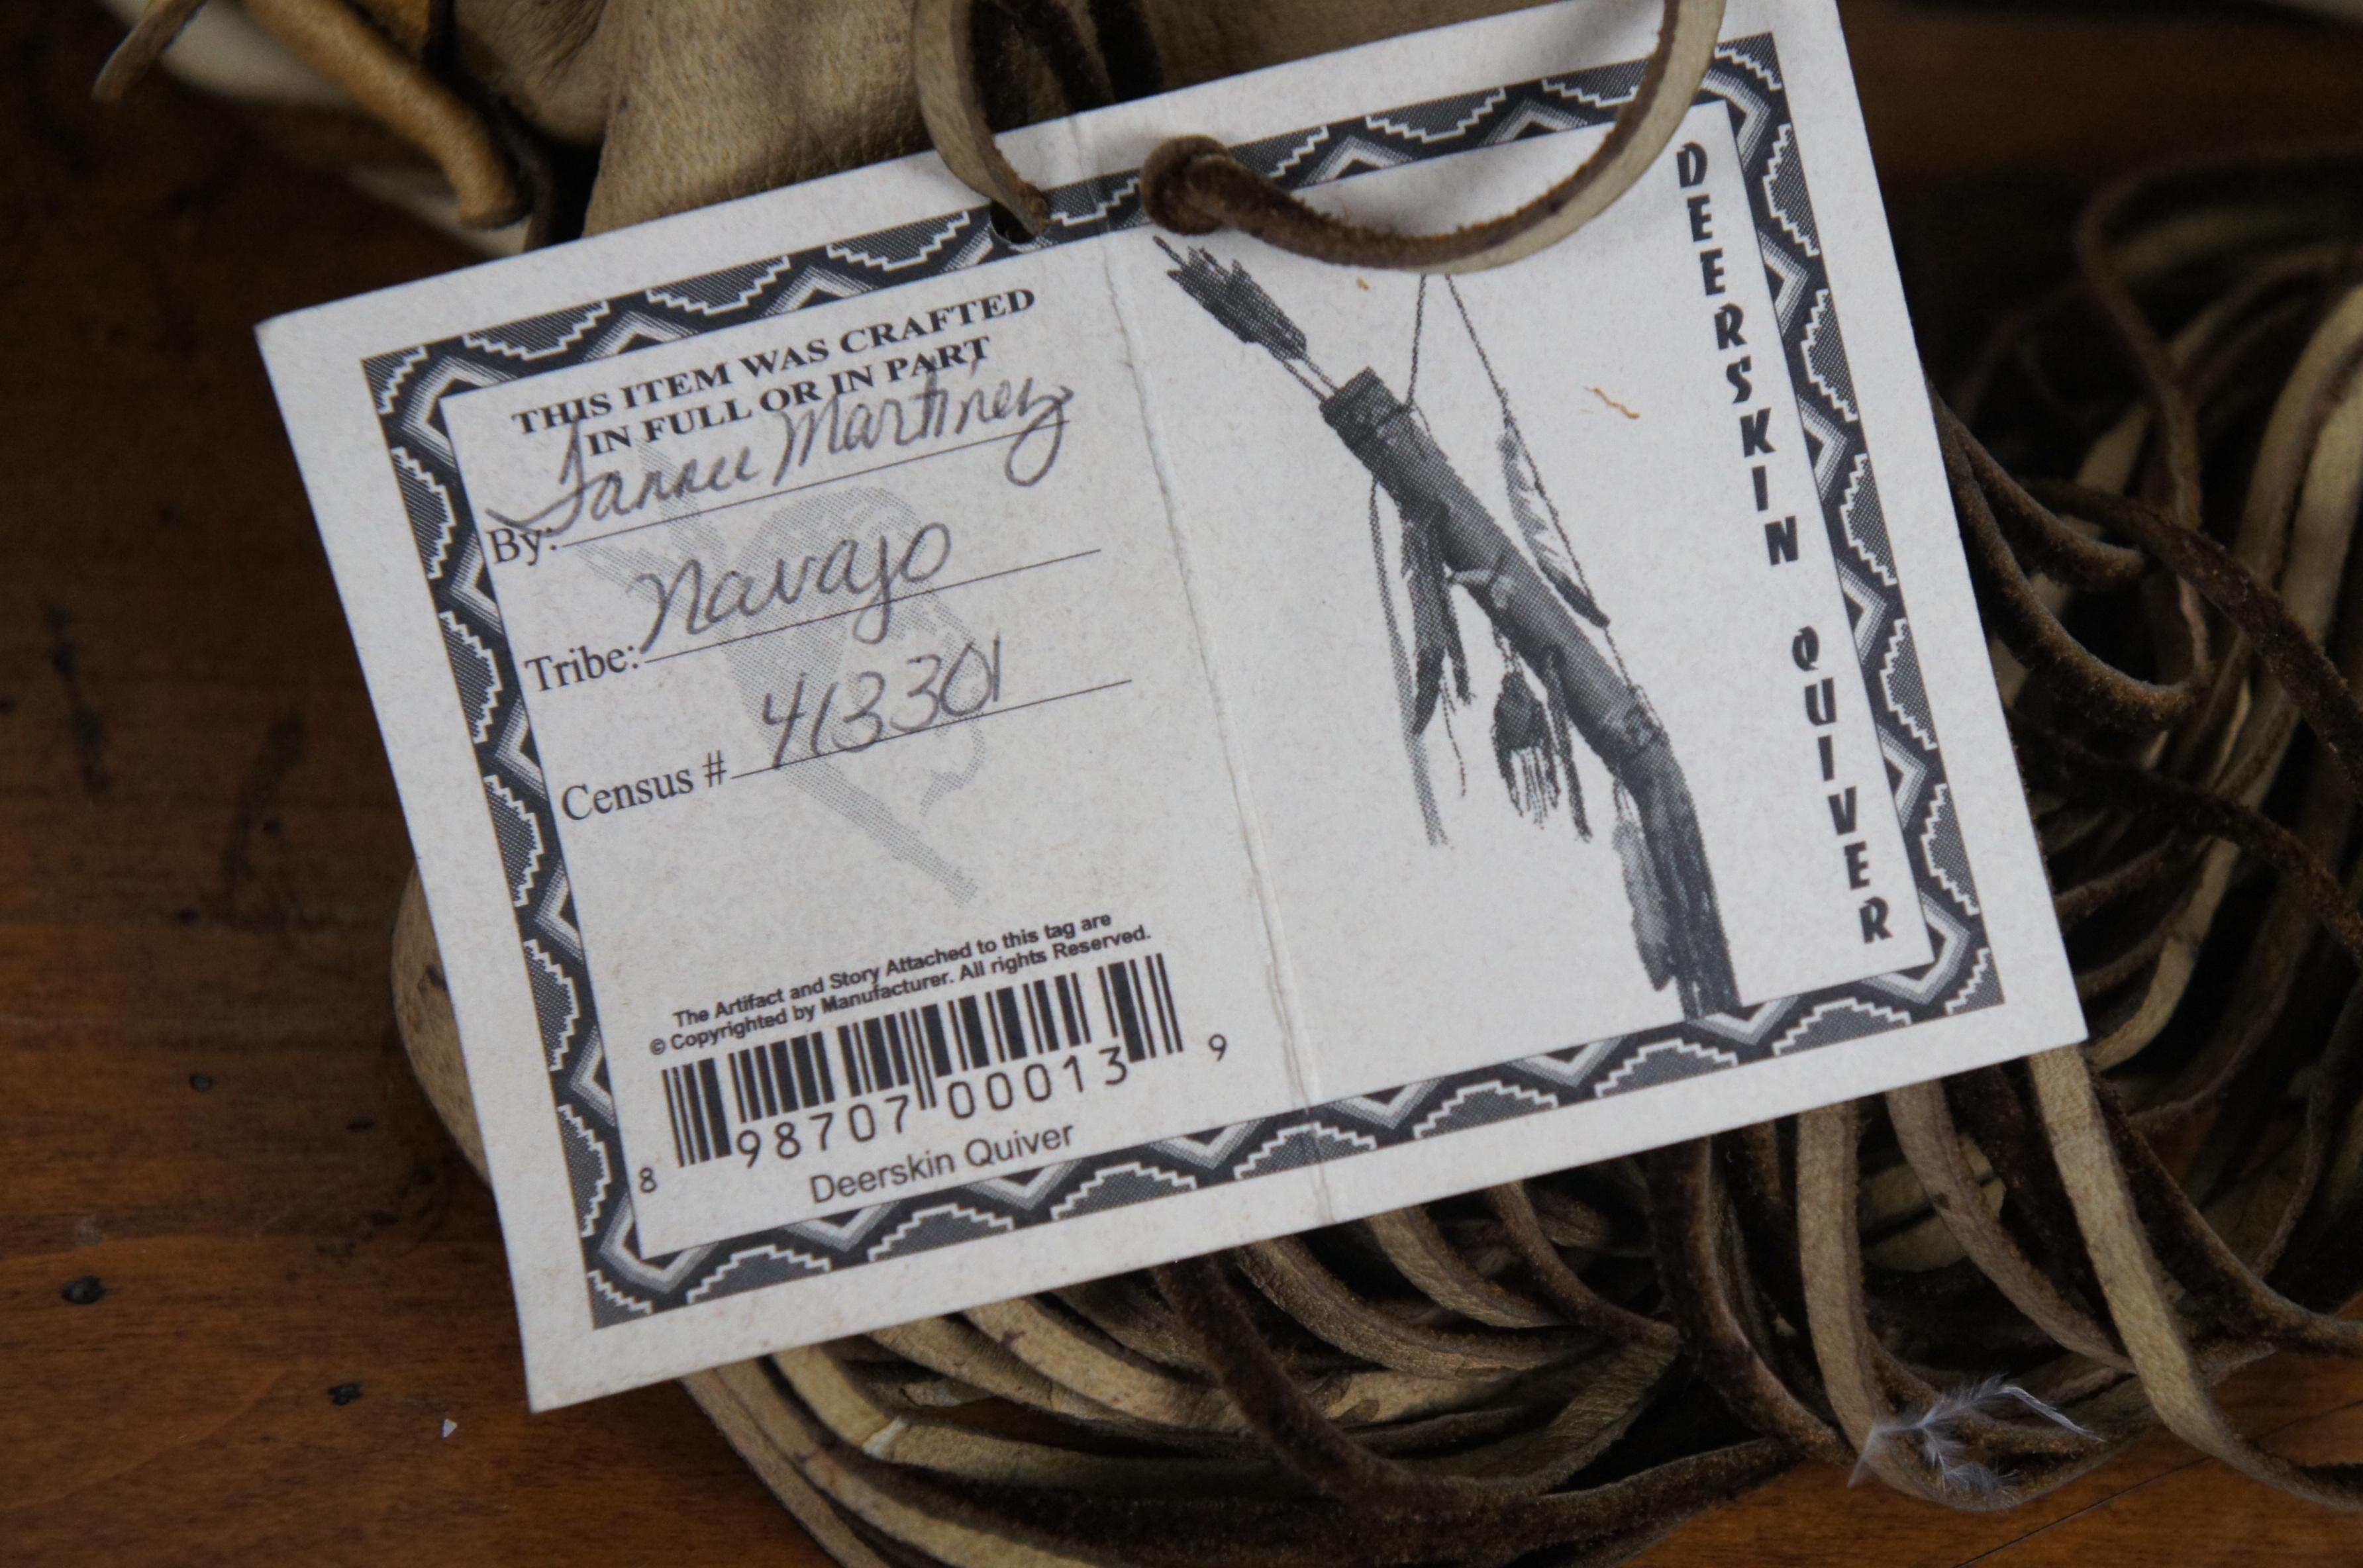 THIS ITEM WAS CRAFTED
IN FULL OR IN PART
By: Martinez
Tribe: Navajo
Census # 413301
The Artifact and Story Attached to this tag are
© Copyrighted by Manufacturer. All rights Reserved.
8 98707 00013 9
Deerskin Quiver
DEERSKIN QUIVER